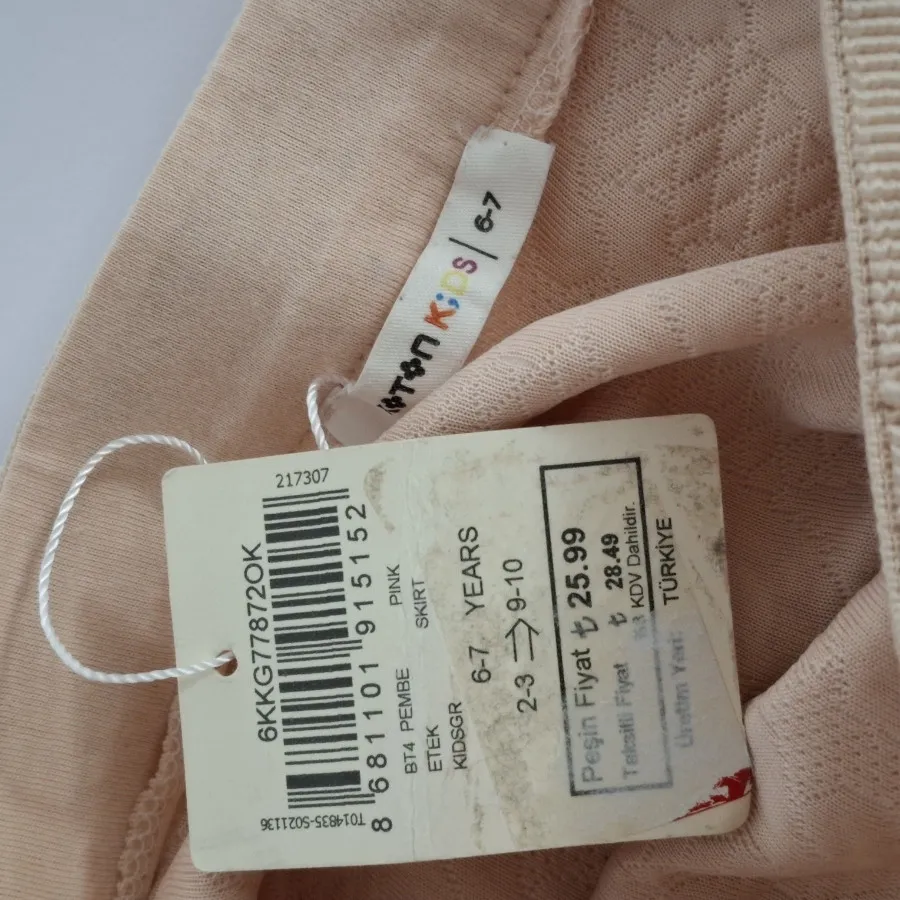 KOTON KiDS | 6-7
217307
6KKG77872OK
8 681101 915152
T014835-S021136
BT4 PEMBE PINK
ETEK SKIRT
KIDSGR
6-7 YEARS
2-3 ⇒ 9-10
Peşin Fiyat ₺ 25.99
Taksitli Fiyat ₺ 28.49
KDV Dahildir.
Üretim Yeri: TÜRKİYE